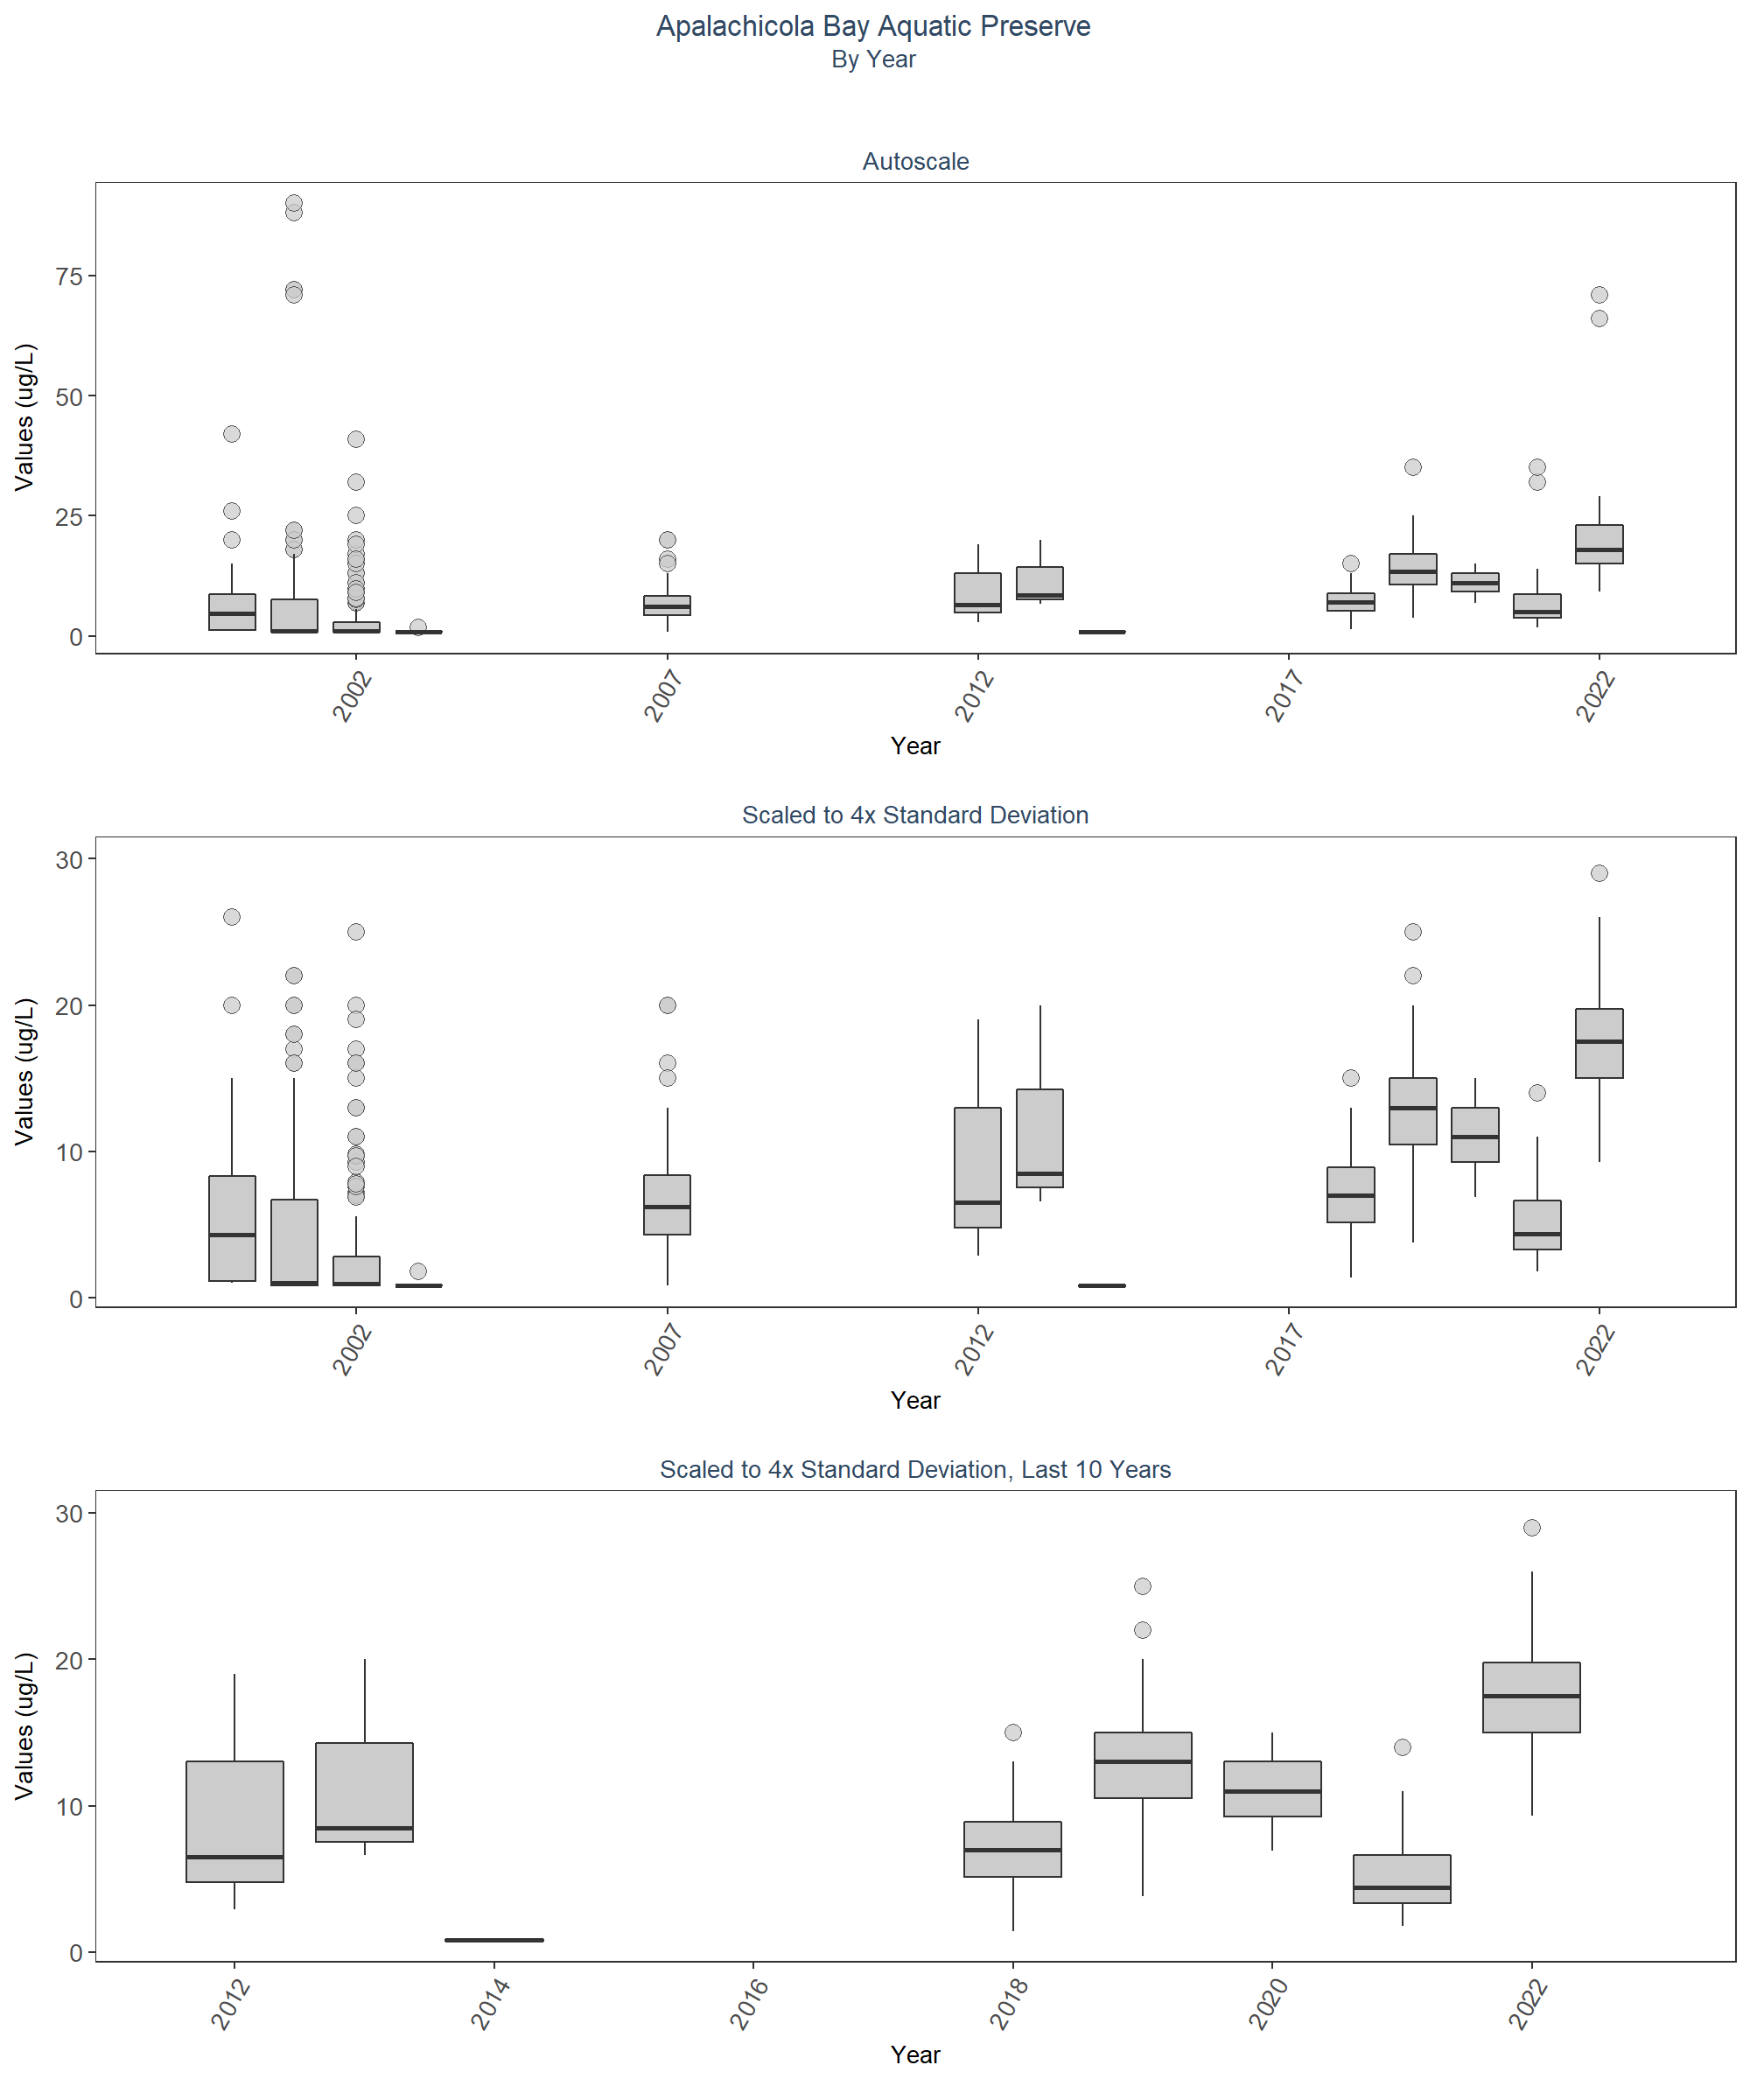 Apalachicola Bay Aquatic Preserve
By Year
Autoscale
Values (ug/L)
75
50
25
0
2002 2007 2012 2017 2022
Year
Scaled to 4x Standard Deviation
Values (ug/L)
30
20
10
0
2002 2007 2012 2017 2022
Year
Scaled to 4x Standard Deviation, Last 10 Years
Values (ug/L)
30
20
10
0
2012 2014 2016 2018 2020 2022
Year